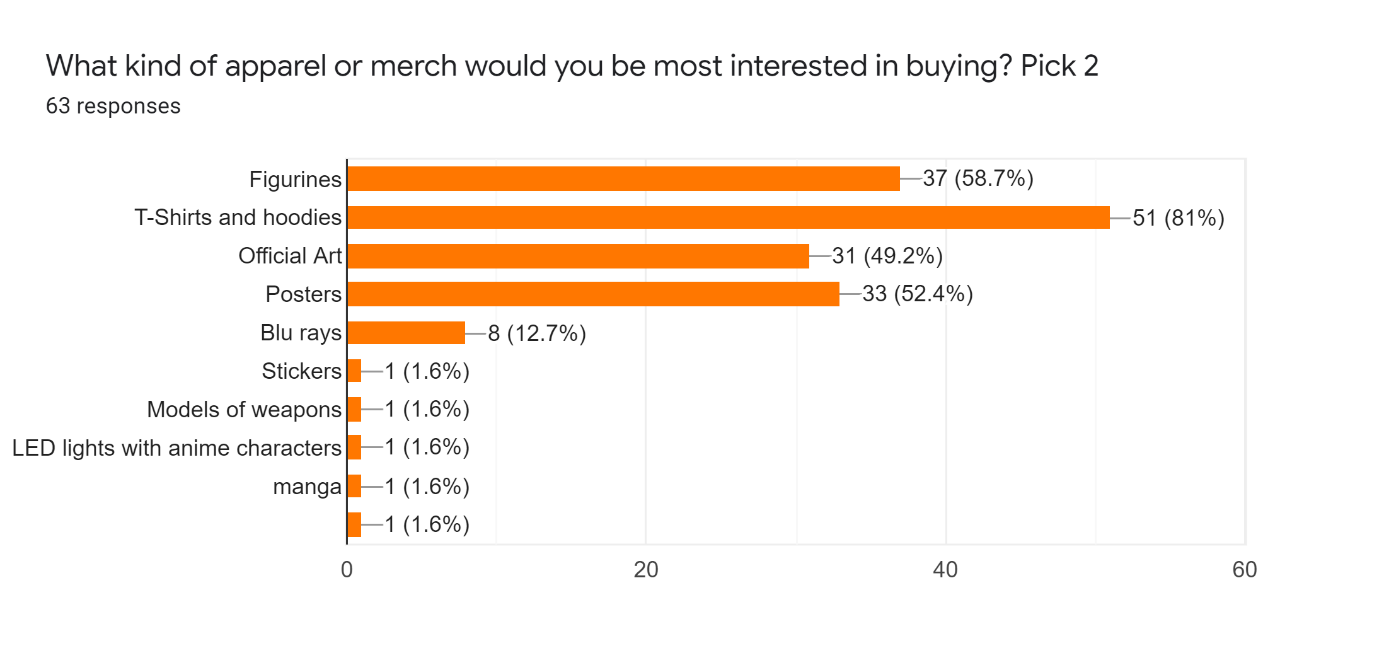 What kind of apparel or merch would you be most interested in buying? Pick 2
63 responses
Figurines 37 (58.7%)
T-Shirts and hoodies 51 (81%)
Official Art 31 (49.2%)
Posters 33 (52.4%)
Blu rays 8 (12.7%)
Stickers 1 (1.6%)
Models of weapons 1 (1.6%)
LED lights with anime characters 1 (1.6%)
manga 1 (1.6%)
1 (1.6%)
0 20 40 60